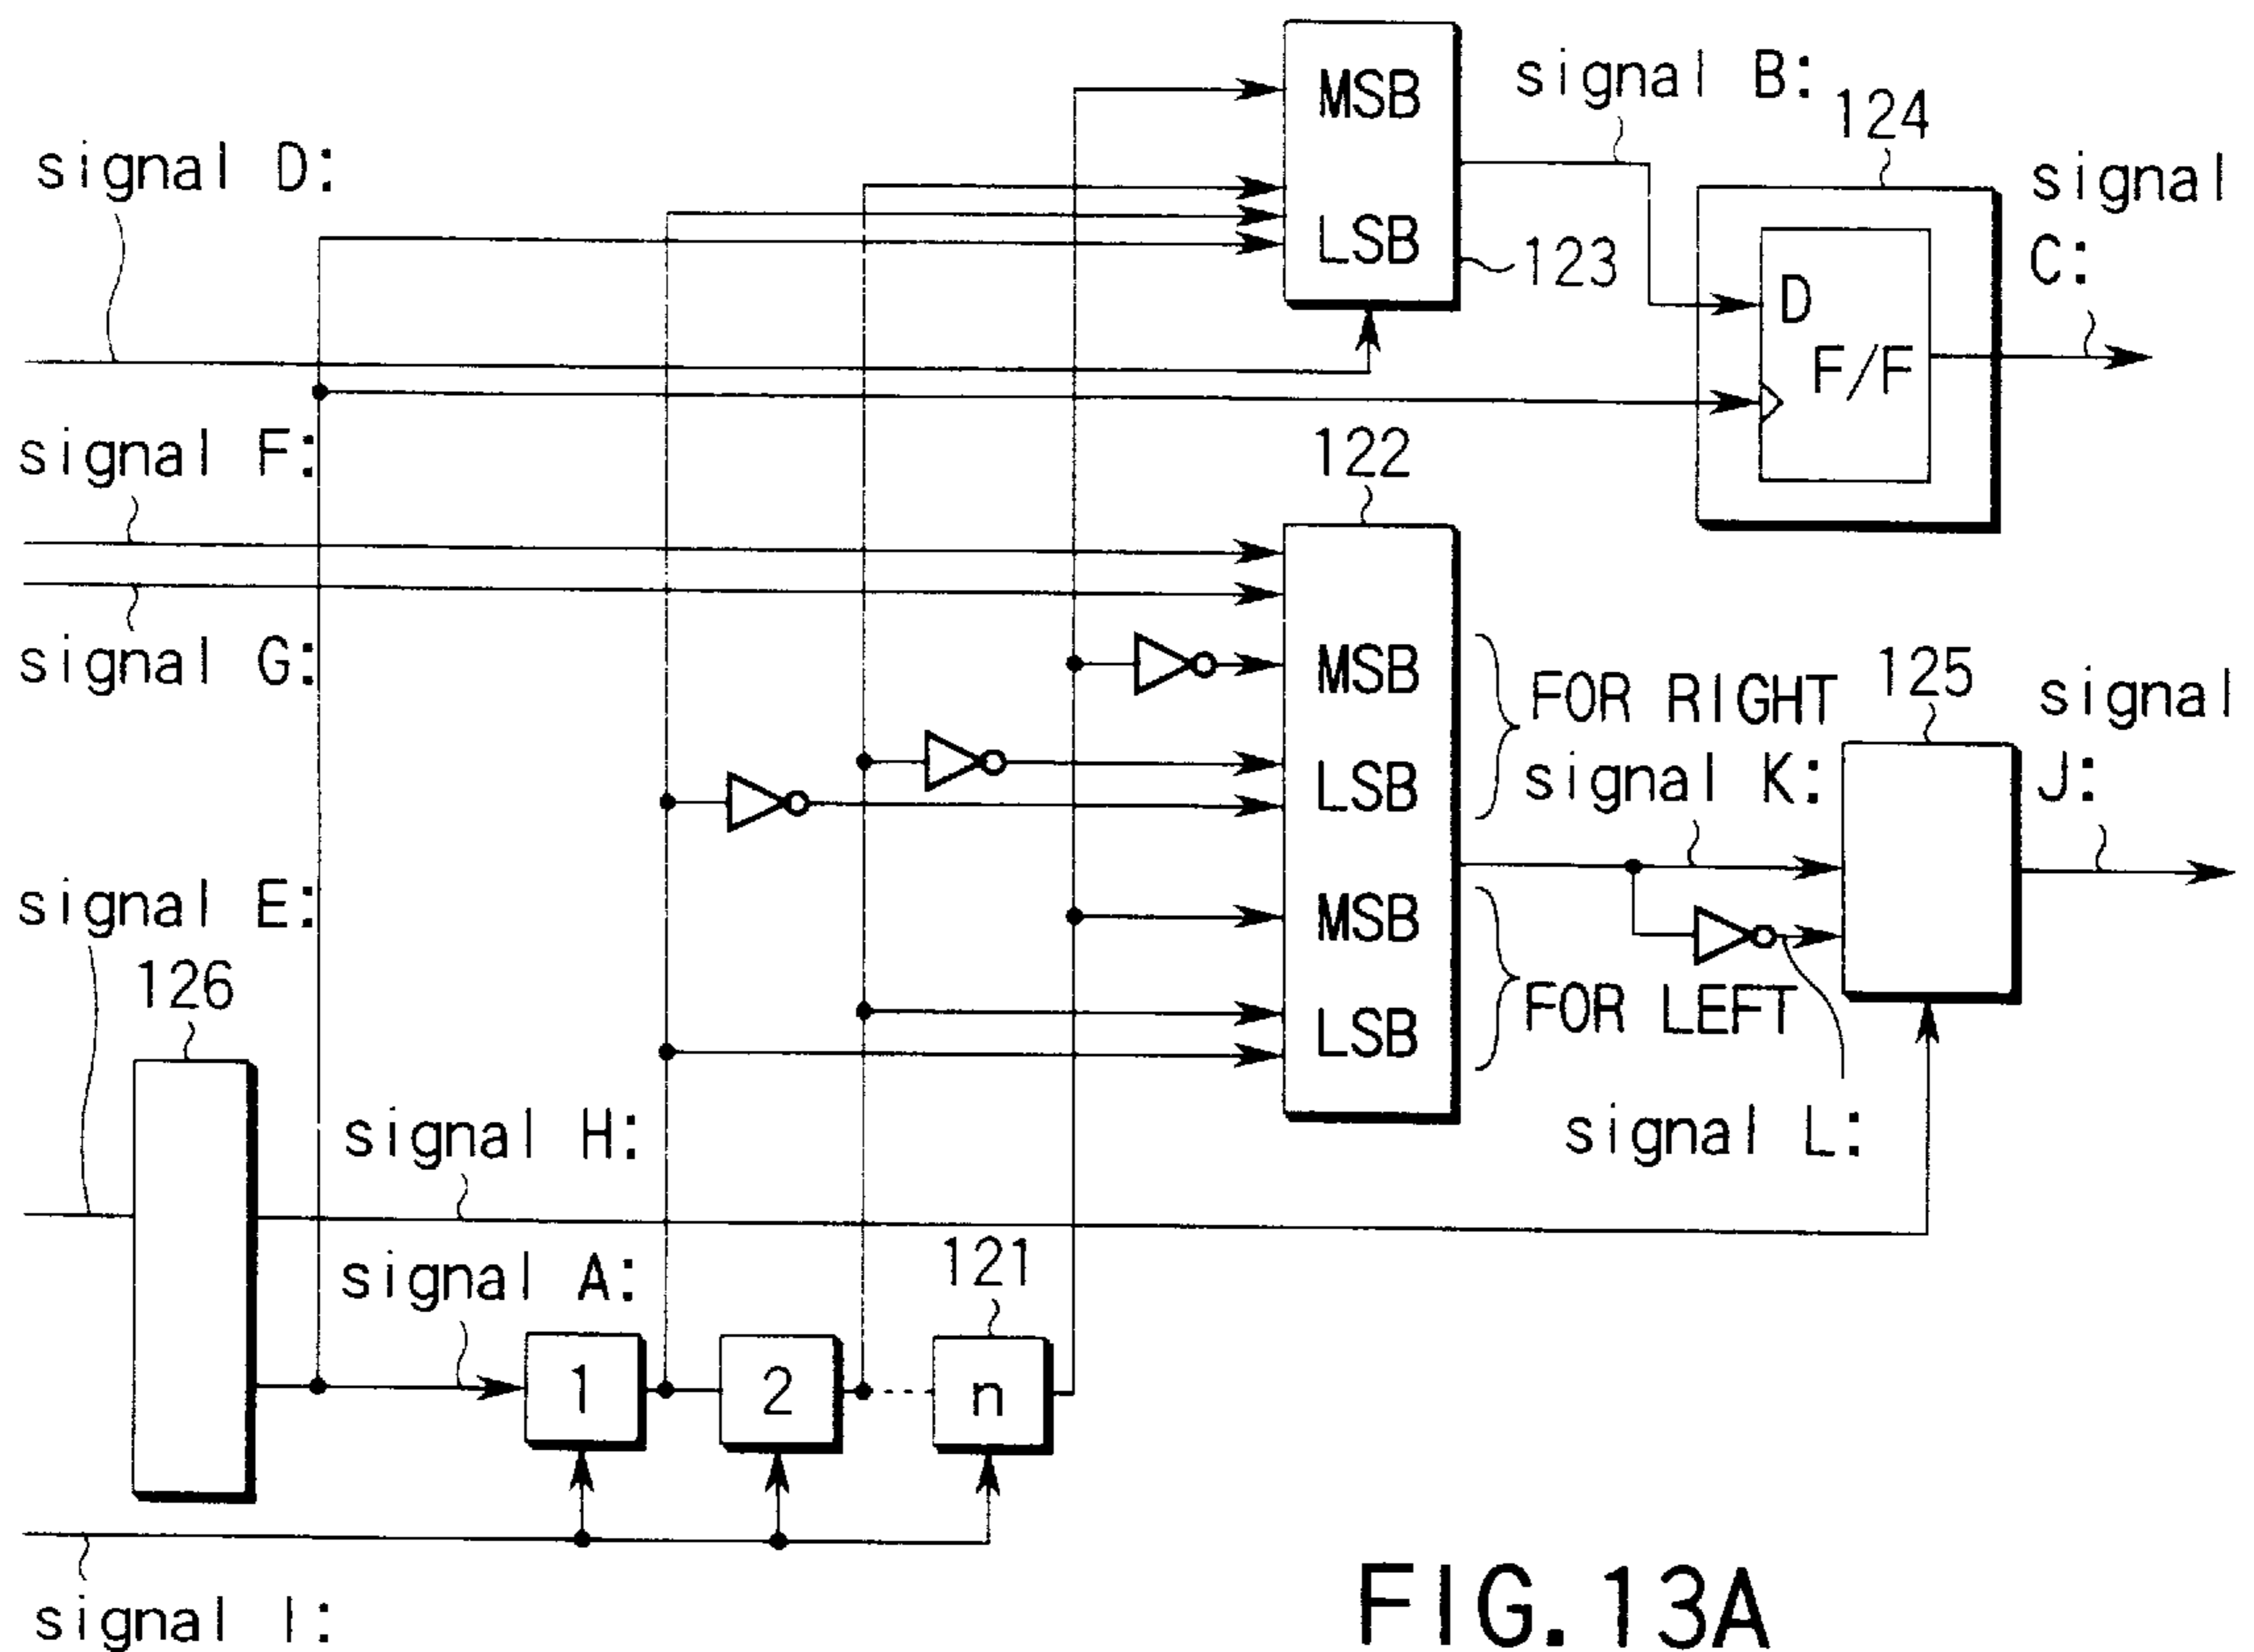 MSB
signal B:
124
signal D:
signal
C:
LSB
123
D
F/F
signal F:
122
signal G:
MSB
FOR RIGHT
125
signal
J:
LSB
signal K:
signal E:
MSB
126
FOR LEFT
LSB
signal H:
signal L:
signal A:
121
1
2
n
signal I:
FIG.13A